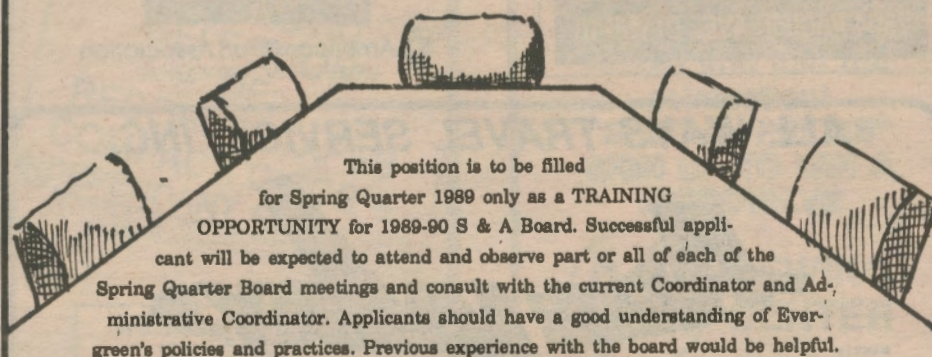 This position is to be filled
for Spring Quarter 1989 only as a TRAINING
OPPORTUNITY for 1989-90 S & A Board. Successful appli-
cant will be expected to attend and observe part or all of each of the
Spring Quarter Board meetings and consult with the current Coordinator and Ad-
ministrative Coordinator. Applicants should have a good understanding of Ever-
green's policies and practices. Previous experience with the board would be helpful.